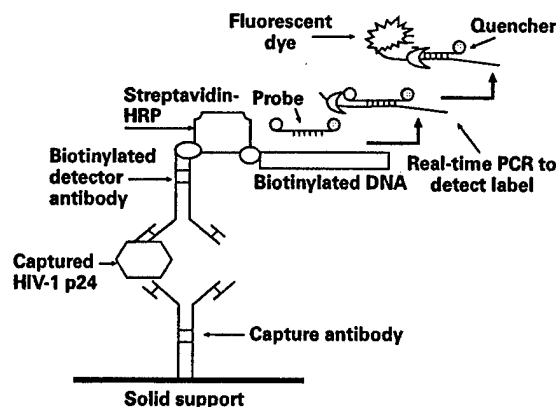 Fluorescent
dye
Quencher
Streptavidin-
HRP
Probe
Biotinylated
detector
antibody
Biotinylated DNA
Real-time PCR to
detect label
Captured
HIV-1 p24
Capture antibody
Solid support